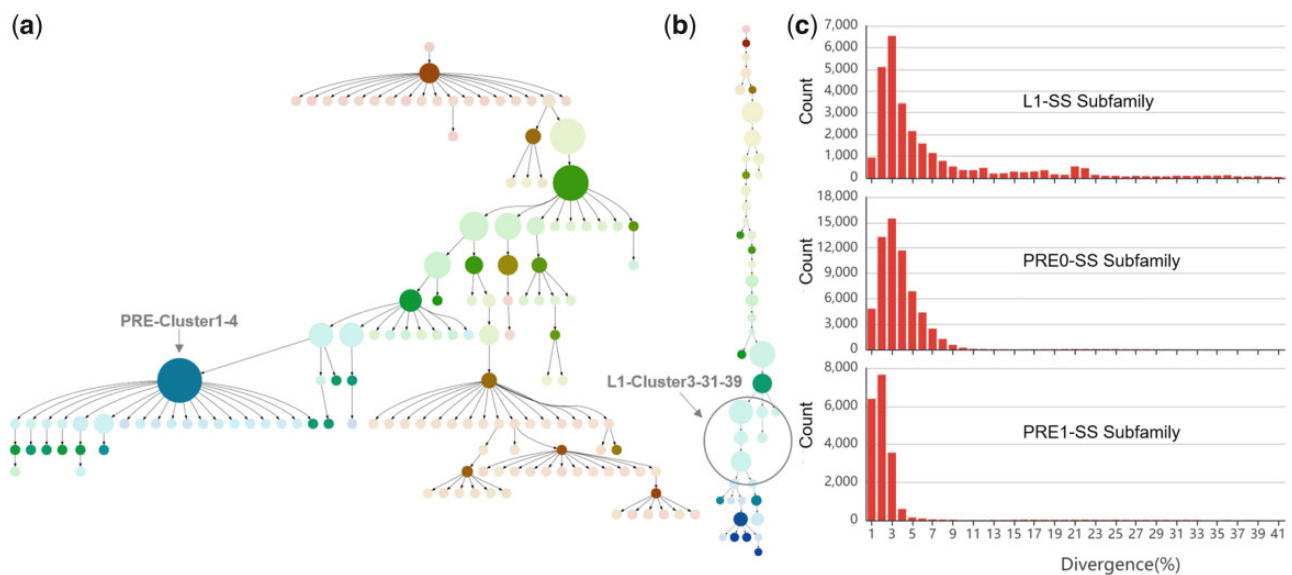 (a)
(b)
(c)
PRE-Cluster1-4
L1-Cluster3-31-39
7,000
6,000
5,000
4,000
3,000
2,000
1,000
0
Count
L1-SS Subfamily
18,000
15,000
12,000
9,000
6,000
3,000
0
Count
PRE0-SS Subfamily
8,000
6,000
4,000
2,000
0
Count
PRE1-SS Subfamily
1 3 5 7 9 11 13 15 17 19 21 23 25 27 29 31 33 35 37 39 41
Divergence(%)